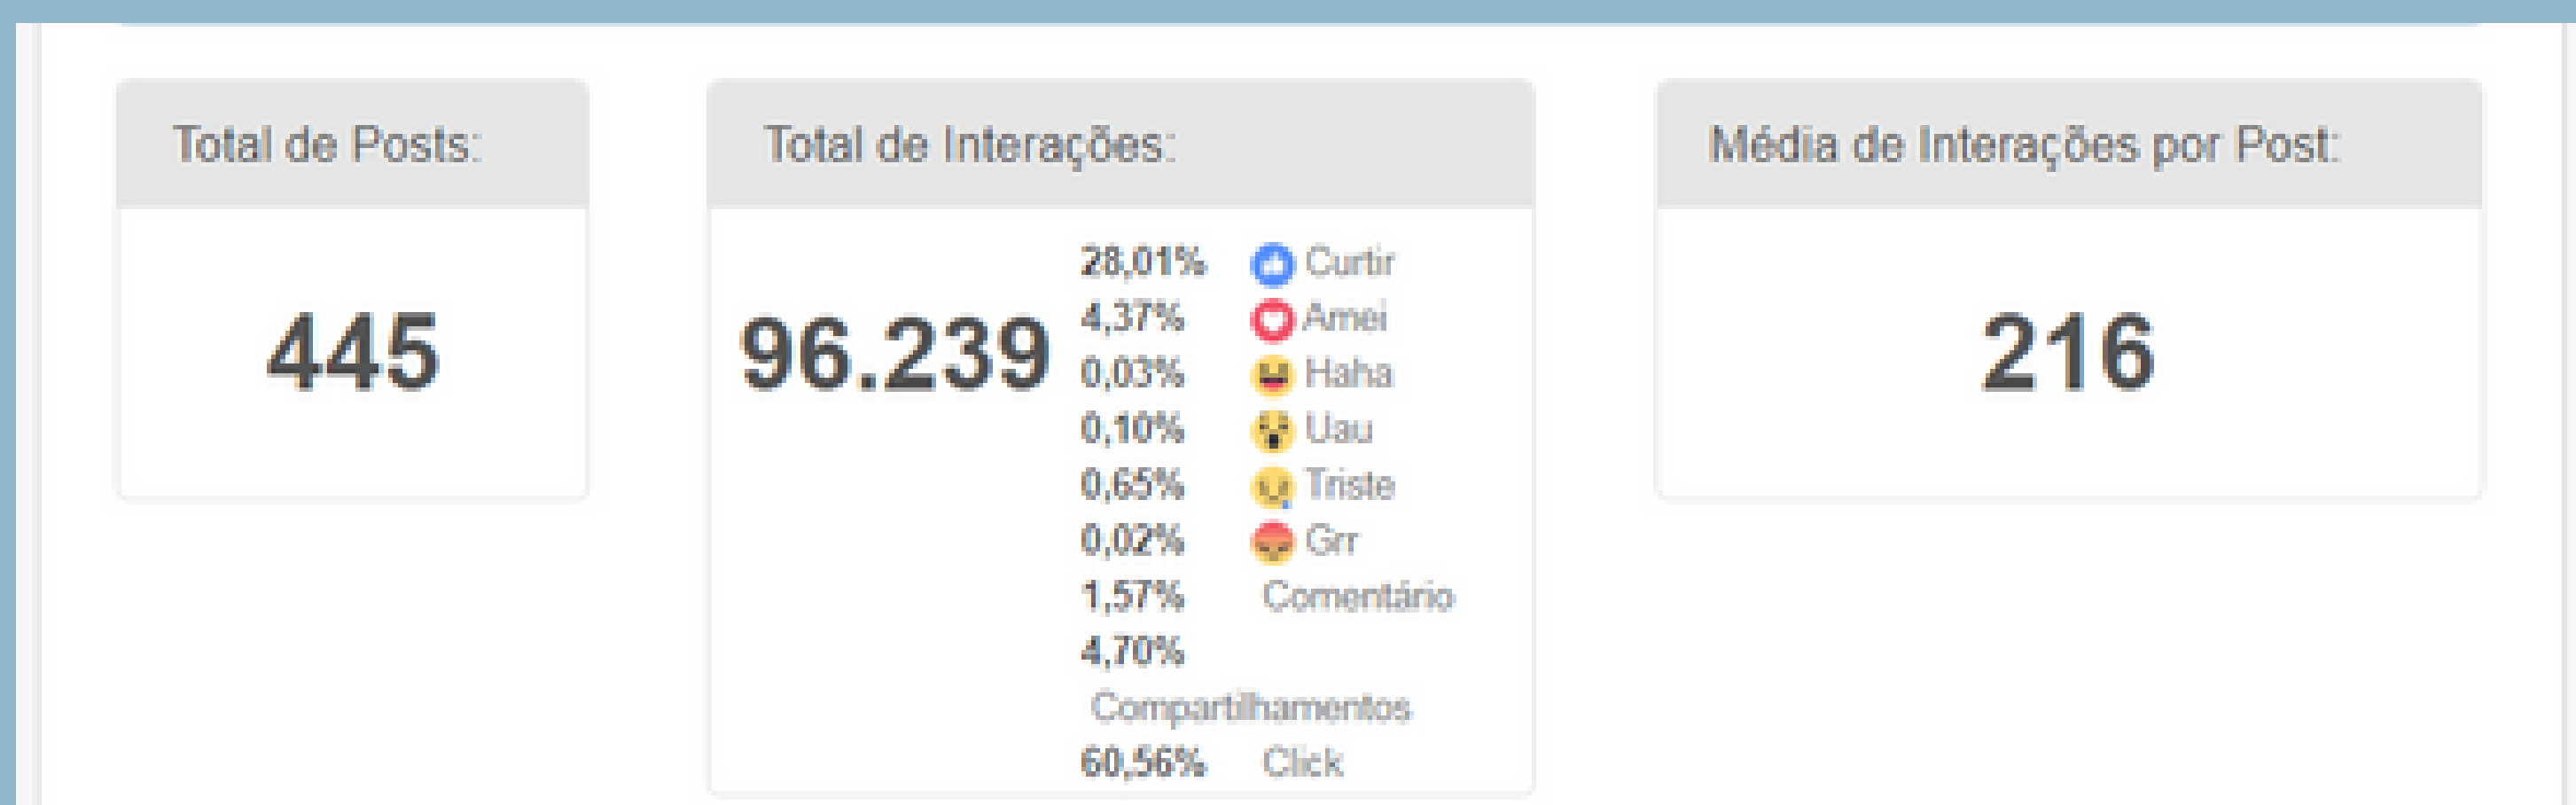 Total de Posts:
445
Total de Interações:
96.239
28,01% Curtir
4,37% Amei
0,03% Haha
0,10% Uau
0,65% Triste
0,02% Grr
1,57% Comentário
4,70%
Compartilhamentos
60,56% Click
Média de Interações por Post:
216